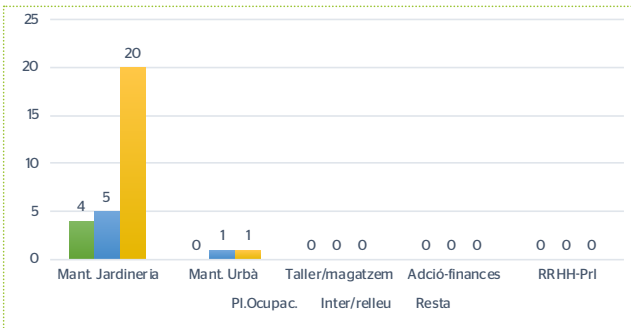 25
20
15
10
5
0
4 5 20
0 1 1
0 0 0
0 0 0
0 0 0
Mant. Jardineria Mant. Urbà Taller/magatzem Adció-finances RRHH-Prl
Pl.Ocupac. Inter/relleu Resta